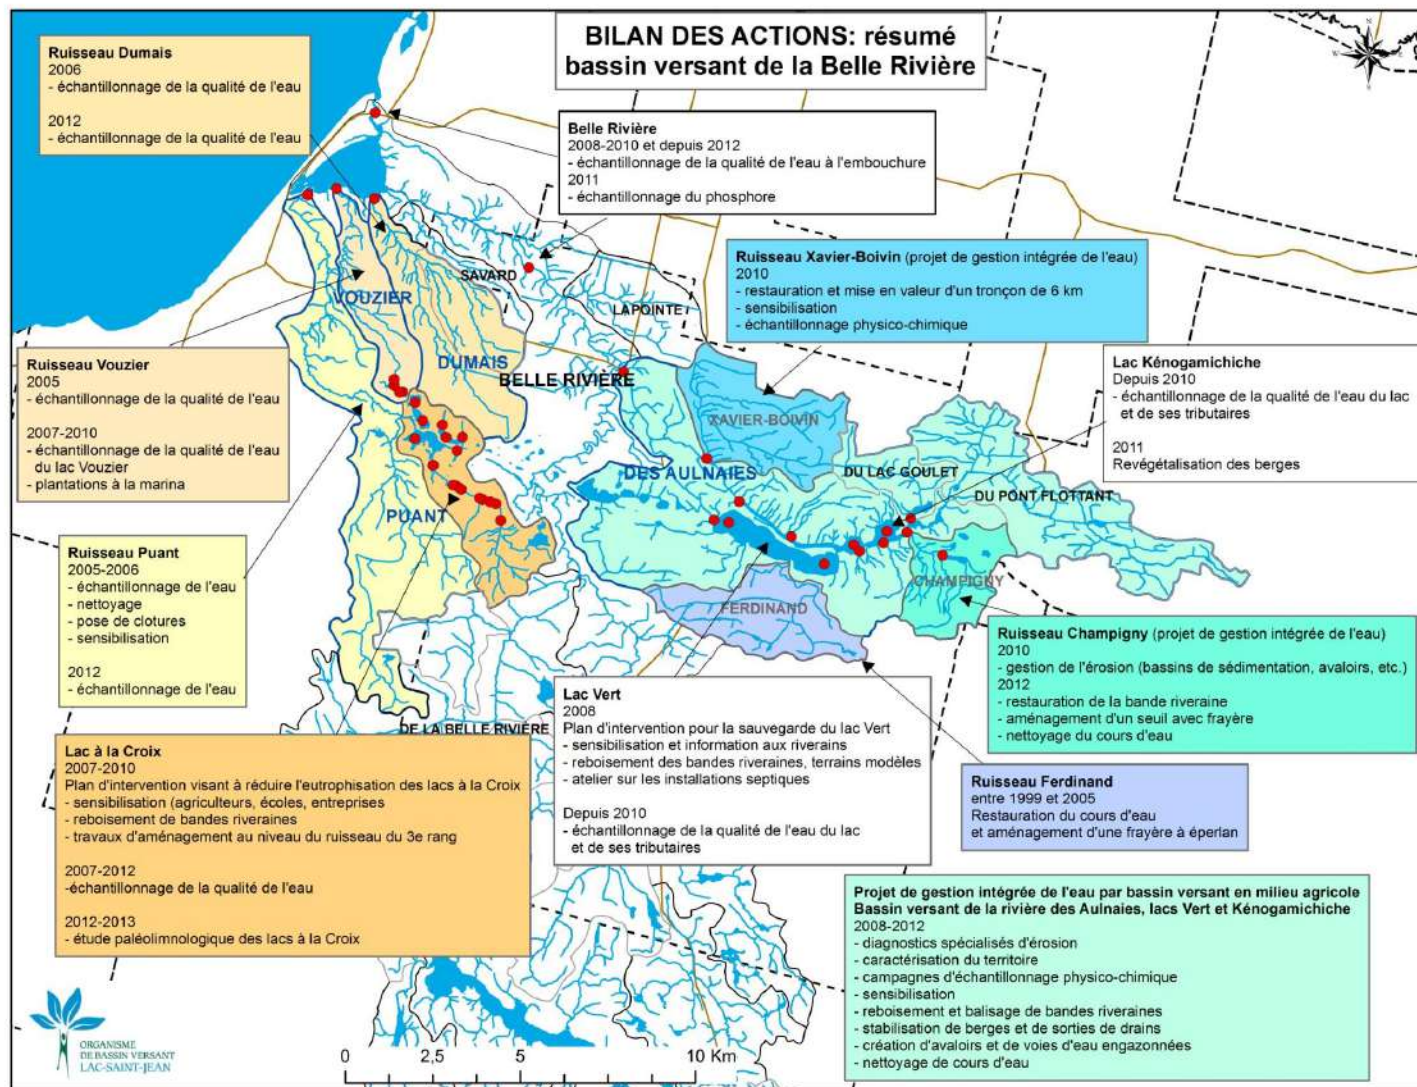 BILAN DES ACTIONS: résumé
bassin versant de la Belle Rivière
N
W
E
S
Ruisseau Dumais
2006
- échantillonnage de la qualité de l'eau
2012
- échantillonnage de la qualité de l'eau
Belle Rivière
2008-2010 et depuis 2012
- échantillonnage de la qualité de l'eau à l'embouchure
2011
- échantillonnage du phosphore
Ruisseau Xavier-Boivin (projet de gestion intégrée de l'eau)
2010
- restauration et mise en valeur d'un tronçon de 6 km
- sensibilisation
- échantillonnage physico-chimique
SAVARD
VOUZIER
LAPOINTE
DUMAIS
BELLE RIVIÈRE
XAVIER-BOIVIN
DES AULNAIES
DU LAC GOULET
DU PONT FLOTTANT
PUANT
CHAMPIGNY
FERDINAND
DE LA BELLE RIVIÈRE
Ruisseau Vouzier
2005
- échantillonnage de la qualité de l'eau
2007-2010
- échantillonnage de la qualité de l'eau
du lac Vouzier
- plantations à la marina
Lac Kénogamichiche
Depuis 2010
- échantillonnage de la qualité de l'eau du lac
et de ses tributaires
2011
Revégétalisation des berges
Ruisseau Puant
2005-2006
- échantillonnage de l'eau
- nettoyage
- pose de clotures
- sensibilisation
2012
- échantillonnage de l'eau
Ruisseau Champigny (projet de gestion intégrée de l'eau)
2010
- gestion de l'érosion (bassins de sédimentation, avaloirs, etc.)
2012
- restauration de la bande riveraine
- aménagement d'un seuil avec frayère
- nettoyage du cours d'eau
Lac Vert
2008
Plan d'intervention pour la sauvegarde du lac Vert
- sensibilisation et information aux riverains
- reboisement des bandes riveraines, terrains modèles
- atelier sur les installations septiques
Depuis 2010
- échantillonnage de la qualité de l'eau du lac
et de ses tributaires
Lac à la Croix
2007-2010
Plan d'intervention visant à réduire l'eutrophisation des lacs à la Croix
- sensibilisation (agriculteurs, écoles, entreprises
- reboisement de bandes riveraines
- travaux d'aménagement au niveau du ruisseau du 3e rang
2007-2012
-échantillonnage de la qualité de l'eau
2012-2013
- étude paléolimnologique des lacs à la Croix
Ruisseau Ferdinand
entre 1999 et 2005
Restauration du cours d'eau
et aménagement d'une frayère à éperlan
Projet de gestion intégrée de l'eau par bassin versant en milieu agricole
Bassin versant de la rivière des Aulnaies, lacs Vert et Kénogamichiche
2008-2012
- diagnostics spécialisés d'érosion
- caractérisation du territoire
- campagnes d'échantillonnage physico-chimique
- sensibilisation
- reboisement et balisage de bandes riveraines
- stabilisation de berges et de sorties de drains
- création d'avaloirs et de voies d'eau engazonnées
- nettoyage de cours d'eau
ORGANISME
DE BASSIN VERSANT
LAC-SAINT-JEAN
0 2,5 5 10 Km